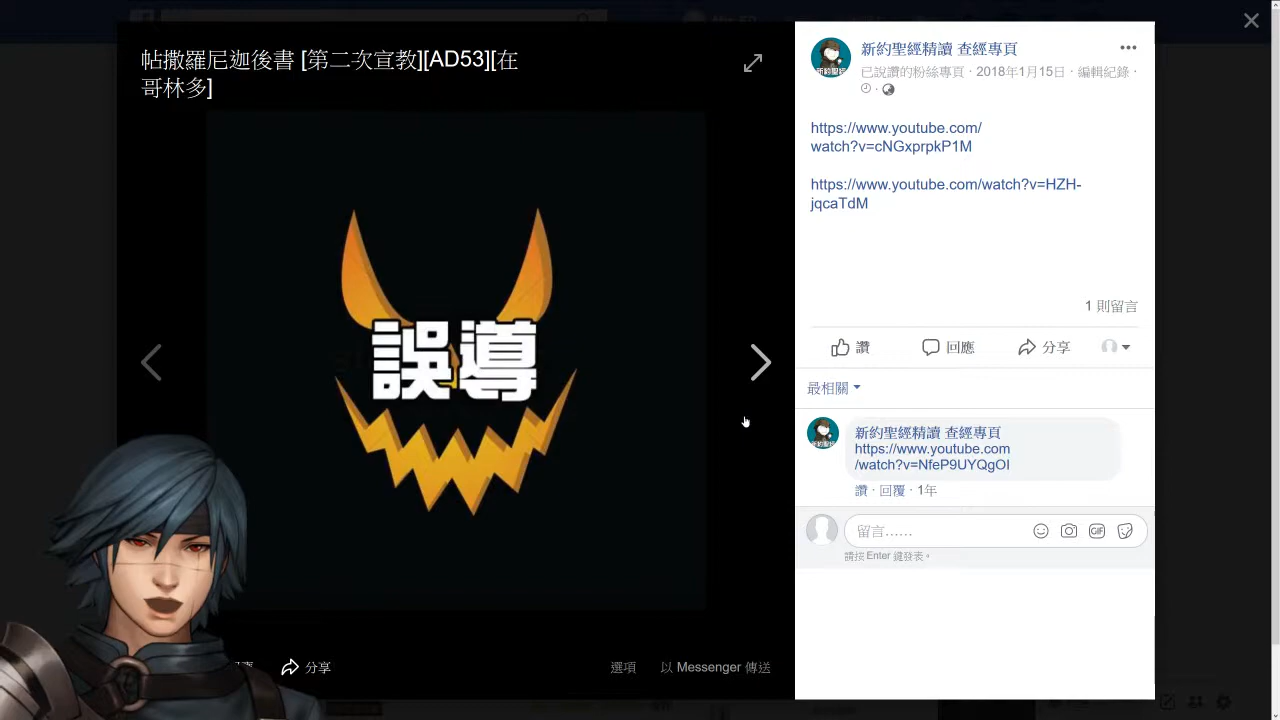 帖撒羅尼迦後書 [第二次宣教][AD53][在
哥林多]
誤導
分享
選項
以 Messenger 傳送
新約聖經精讀 查經專頁
已說讚的粉絲專頁 · 2018年1月15日 · 編輯紀錄 ·
https://www.youtube.com/
watch?v=cNGxprpkP1M
https://www.youtube.com/watch?v=HZH-
jqcaTdM
1 則留言
讚
回應
分享
最相關
新約聖經精讀 查經專頁
https://www.youtube.com
/watch?v=NfeP9UYQgOI
讚 · 回覆 · 1年
留言……
GIF
請按 Enter 鍵發表。